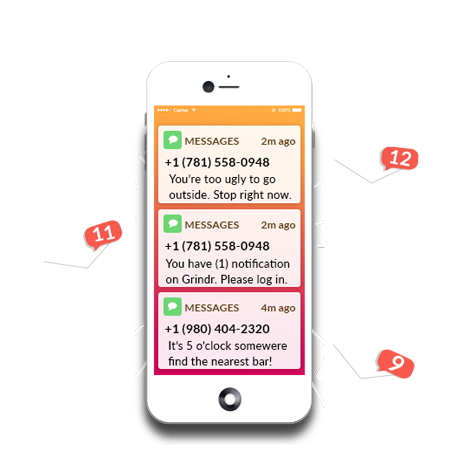 Carrier 100%
MESSAGES 2m ago
+1 (781) 558-0948
You're too ugly to go
outside. Stop right now.
MESSAGES 2m ago
+1 (781) 558-0948
You have (1) notification
on Grindr. Please log in.
MESSAGES 4m ago
+1 (980) 404-2320
It's 5 o'clock somewere
find the nearest bar!
12
11
9